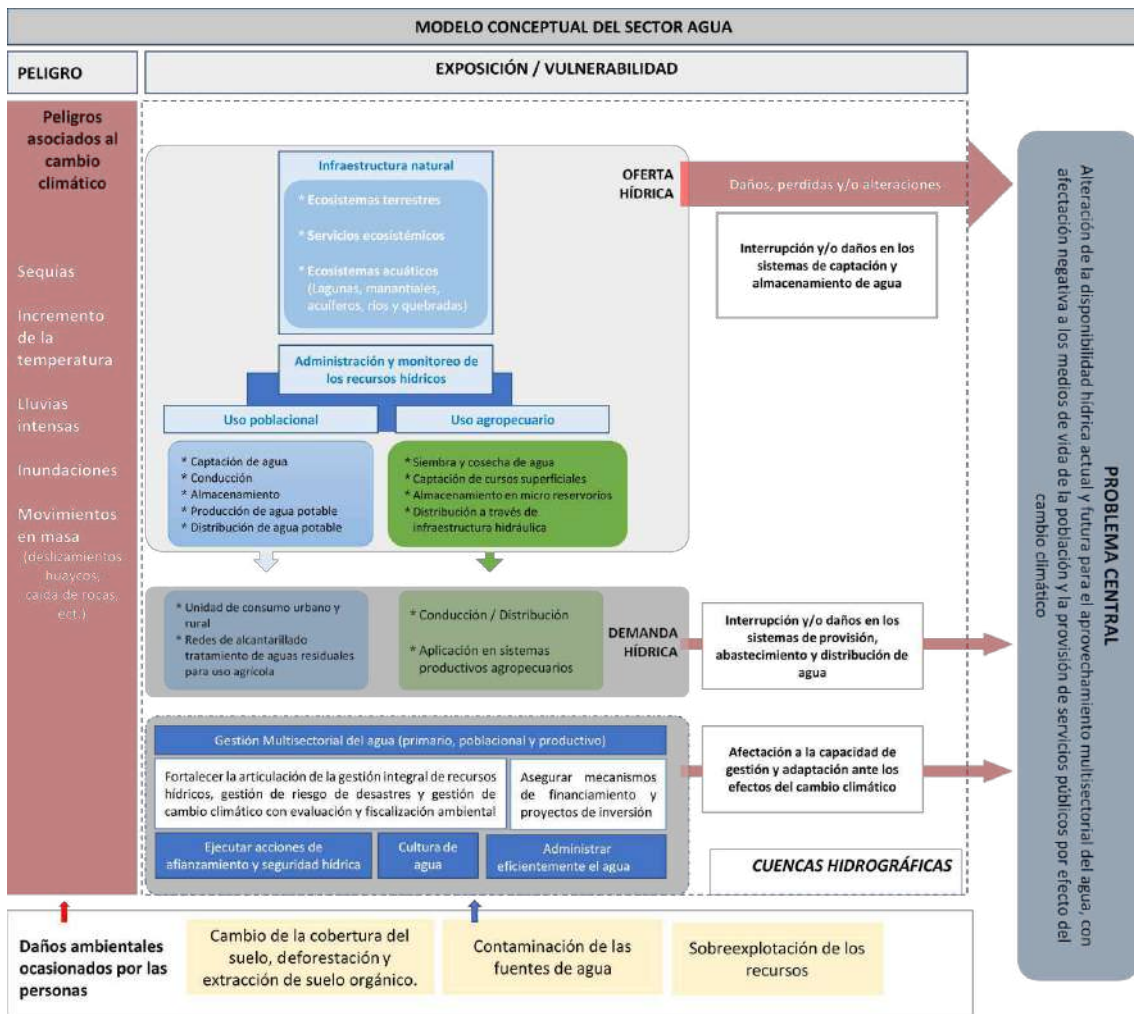 MODELO CONCEPTUAL DEL SECTOR AGUA
PELIGRO
EXPOSICIÓN / VULNERABILIDAD
Peligros
asociados al
cambio
climático
Sequias
Incremento
de la
temperatura
Lluvias
intensas
Inundaciones
Movimientos
en masa
(deslizamientos
huaycos,
caída de rocas,
ect.)
Infraestructura natural
* Ecosistemas terrestres
* Servicios ecosistémicos
* Ecosistemas acuáticos
(Lagunas, manantiales,
acuíferos, ríos y quebradas)
OFERTA
HÍDRICA
Administración y monitoreo de
los recursos hídricos
Uso poblacional
* Captación de agua
* Conducción
* Almacenamiento
* Producción de agua potable
* Distribución de agua potable
Uso agropecuario
* Siembra y cosecha de agua
* Captación de cursos superficiales
* Almacenamiento en micro reservorios
* Distribución a través de
infraestructura hidráulica
* Unidad de consumo urbano y
rural
* Redes de alcantarillado
tratamiento de aguas residuales
para uso agrícola
* Conducción / Distribución
* Aplicación en sistemas
productivos agropecuarios
DEMANDA
HÍDRICA
Gestión Multisectorial del agua (primario, poblacional y productivo)
Fortalecer la articulación de la gestión integral de recursos
hídricos, gestión de riesgo de desastres y gestión de
cambio climático con evaluación y fiscalización ambiental
Asegurar mecanismos
de financiamiento y
proyectos de inversión
Ejecutar acciones de
afianzamiento y seguridad hídrica
Cultura de
agua
Administrar
eficientemente el agua
Daños, perdidas y/o alteraciones
Interrupción y/o daños en los
sistemas de captación y
almacenamiento de agua
Interrupción y/o daños en los
sistemas de provisión,
abastecimiento y distribución de
agua
Afectación a la capacidad de
gestión y adaptación ante los
efectos del cambio climático
CUENCAS HIDROGRÁFICAS
PROBLEMA CENTRAL
Alteración de la disponibilidad hídrica actual y futura para el aprovechamiento multisectorial del agua, con
afectación negativa a los medios de vida de la población y la provisión de servicios públicos por efecto del
cambio climático
Daños ambientales
ocasionados por las
personas
Cambio de la cobertura del
suelo, deforestación y
extracción de suelo orgánico.
Contaminación de las
fuentes de agua
Sobreexplotación de los
recursos